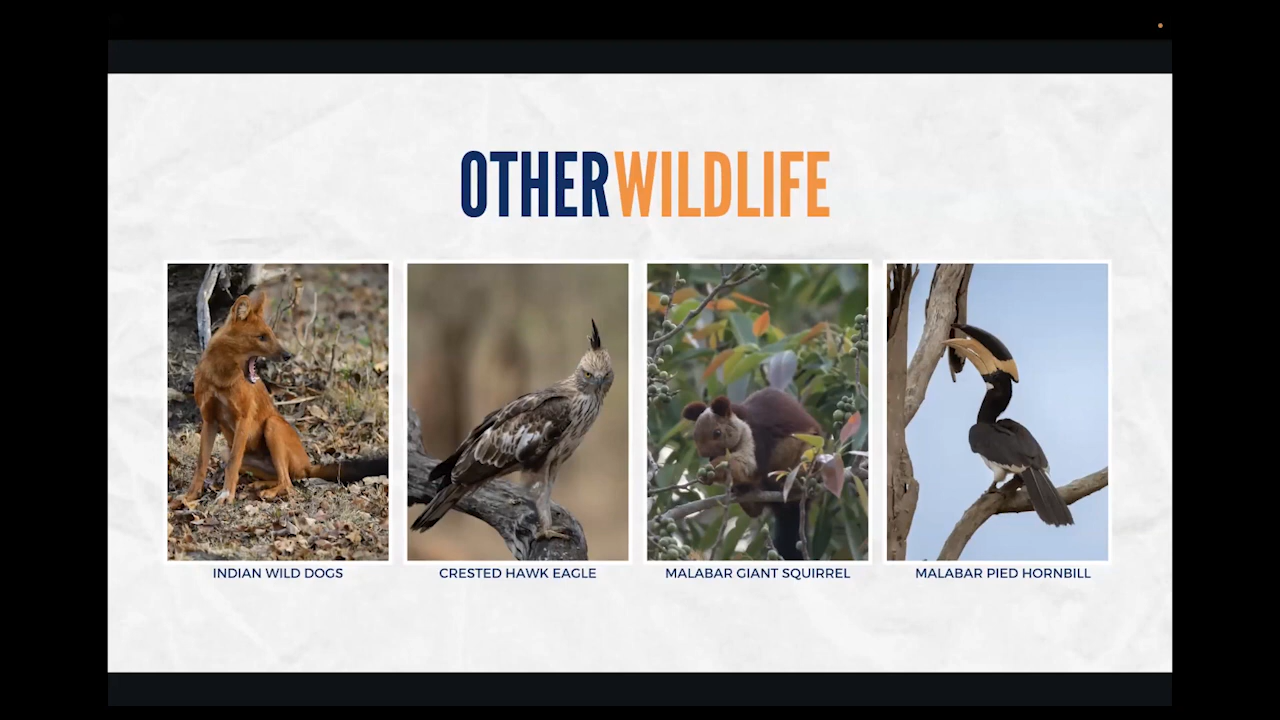 OTHER WILDLIFE
INDIAN WILD DOGS
CRESTED HAWK EAGLE
MALABAR GIANT SQUIRREL
MALABAR PIED HORNBILL